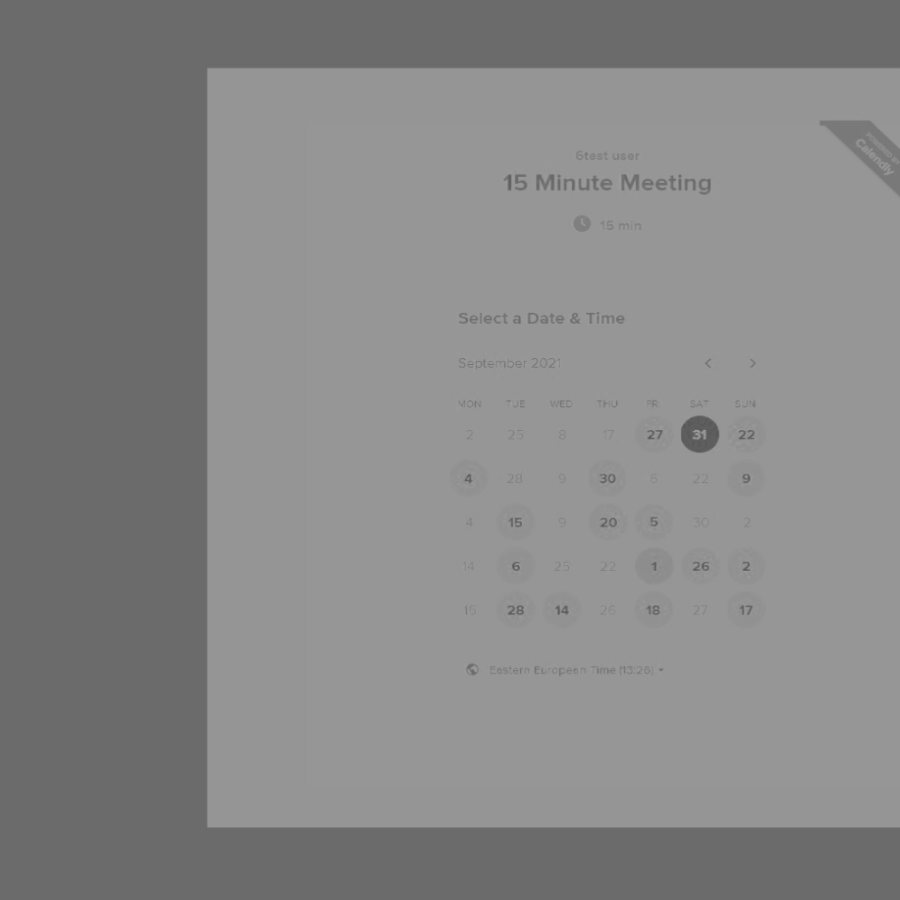 6test user
15 Minute Meeting
15 min
POWERED BY
Calendly
Select a Date & Time
September 2021
MON TUE WED THU FRI SAT SUN
2 25 8 17 27 31 22
4 28 9 30 6 22 9
4 15 9 20 5 30 2
14 6 25 22 1 26 2
15 28 14 26 18 27 17
Eastern European Time (13:26)